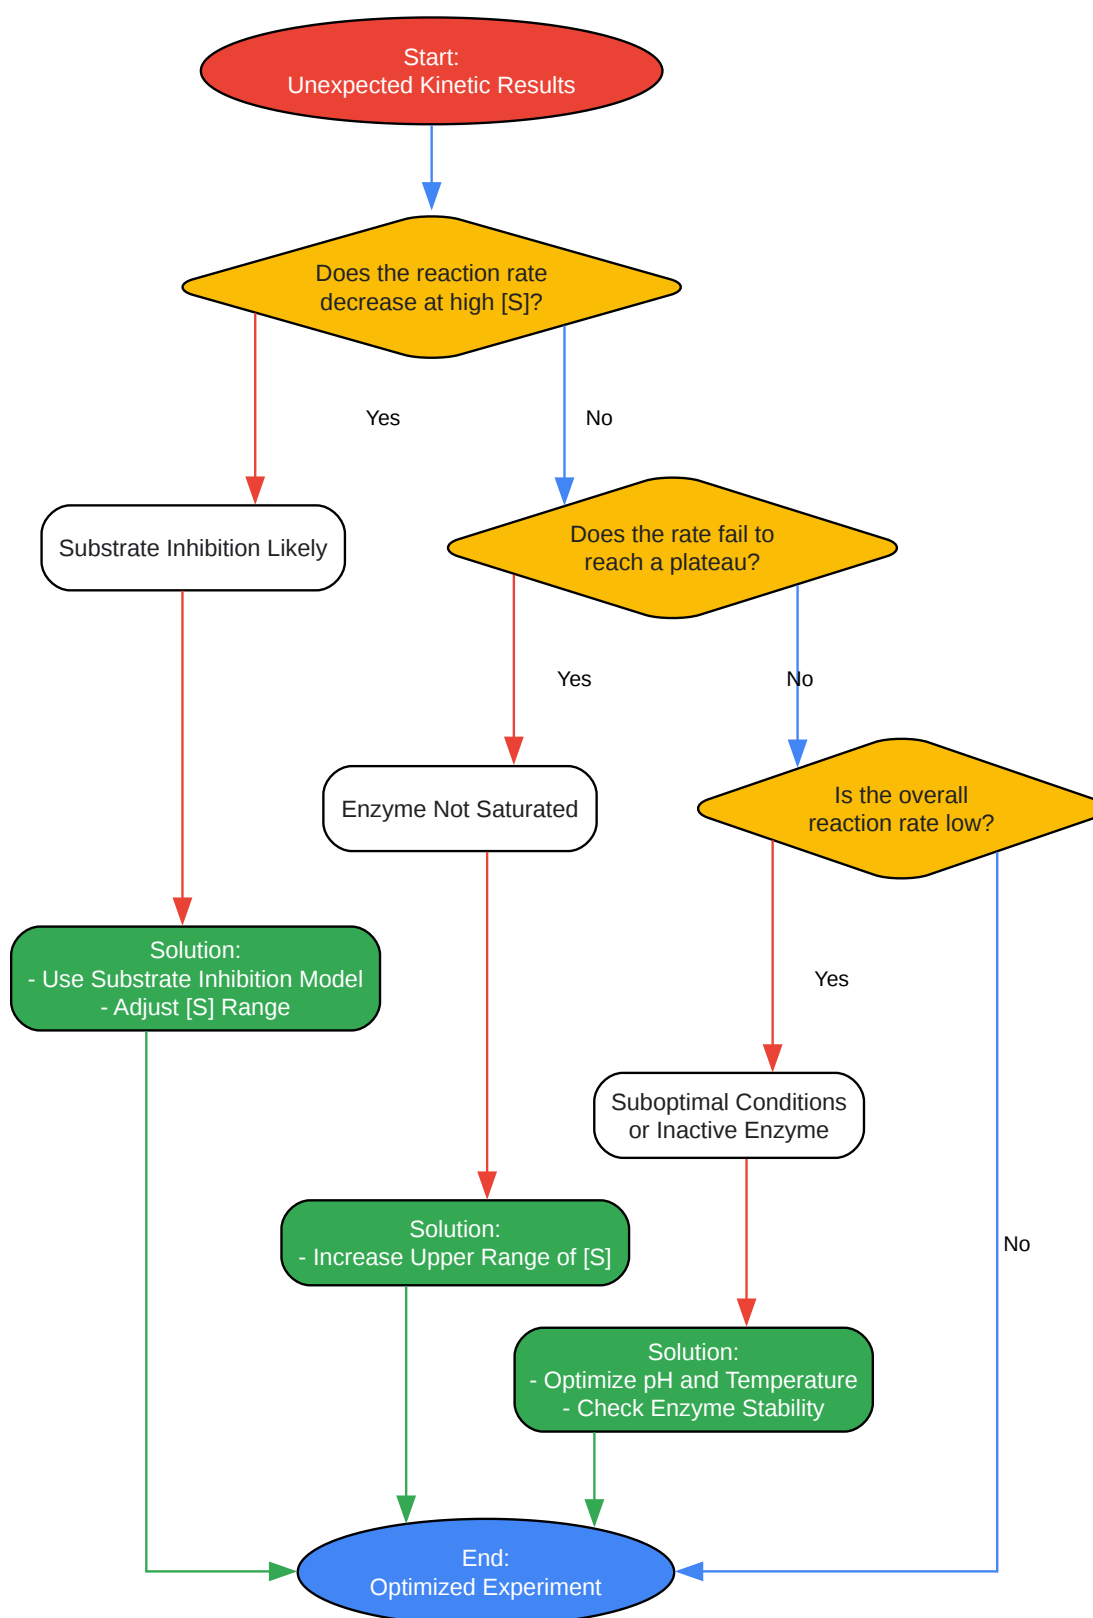 Start:
Unexpected Kinetic Results
Does the reaction rate
decrease at high [S]?
Yes
No
Substrate Inhibition Likely
Does the rate fail to
reach a plateau?
Yes
No
Enzyme Not Saturated
Is the overall
reaction rate low?
Solution:
- Use Substrate Inhibition Model
- Adjust [S] Range
Yes
Suboptimal Conditions
or Inactive Enzyme
Solution:
- Increase Upper Range of [S]
No
Solution:
- Optimize pH and Temperature
- Check Enzyme Stability
End:
Optimized Experiment